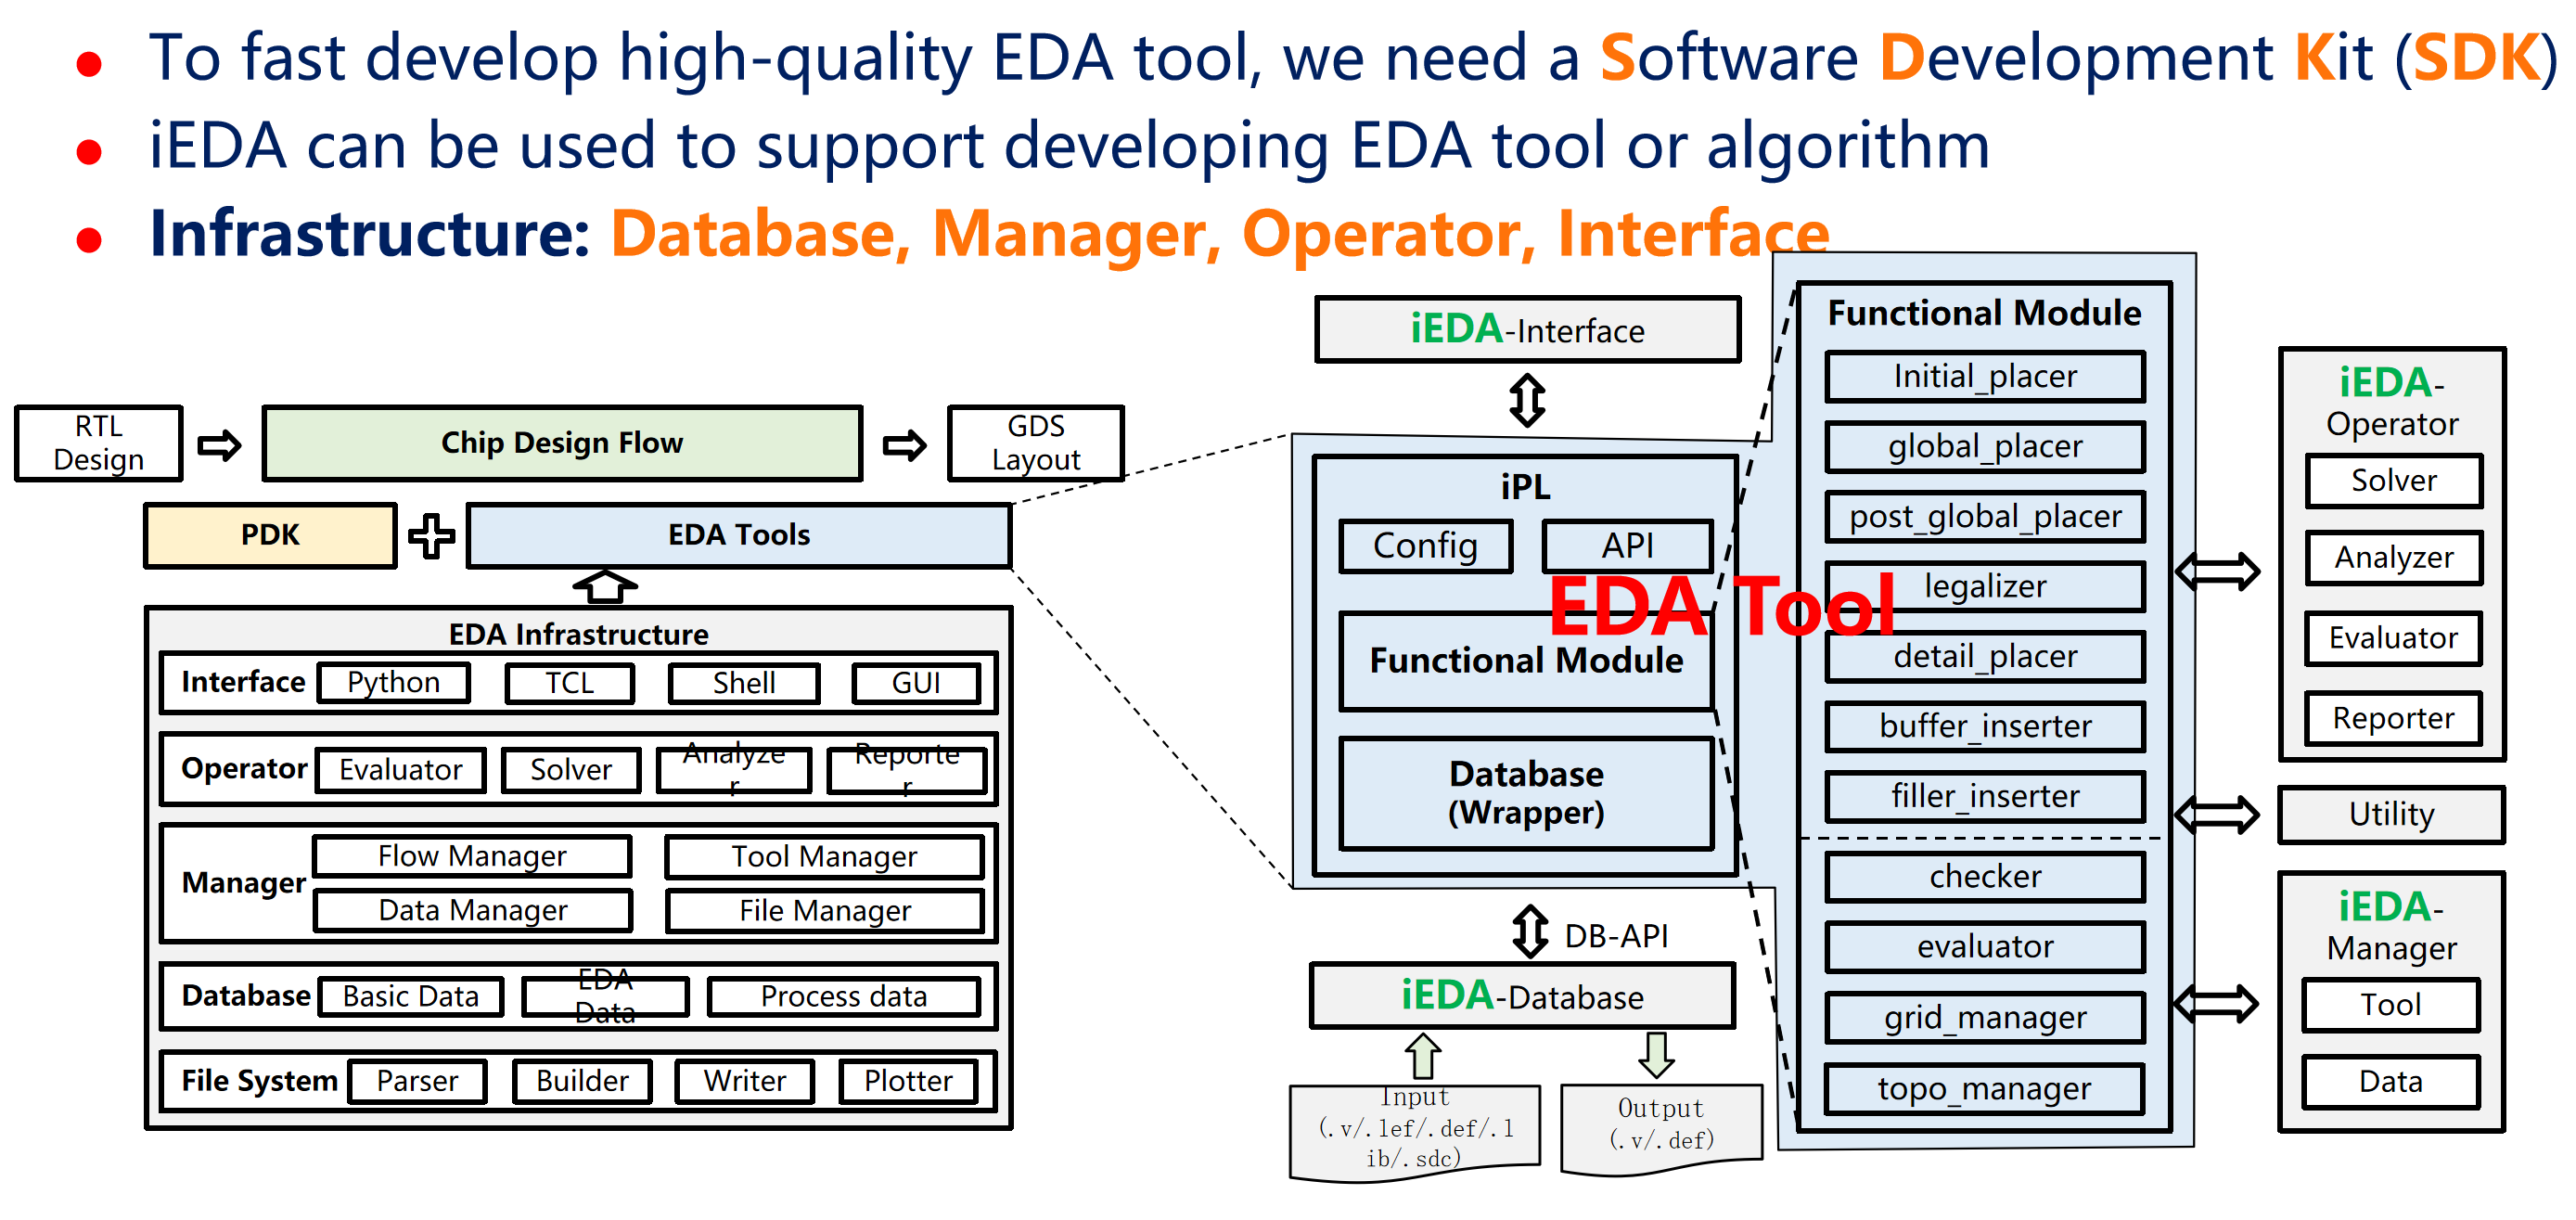 To fast develop high-quality EDA tool, we need a Software Development Kit (SDK)
iEDA can be used to support developing EDA tool or algorithm
Infrastructure: Database, Manager, Operator, Interface
RTL
Design
Chip Design Flow
GDS
Layout
PDK
EDA Tools
EDA Infrastructure
Interface
Python
TCL
Shell
GUI
Operator
Evaluator
Solver
Analyze
r
Reporte
r
Manager
Flow Manager
Tool Manager
Data Manager
File Manager
Database
Basic Data
EDA
Data
Process data
File System
Parser
Builder
Writer
Plotter
iEDA-Interface
iPL
Config
API
EDA Tool
Functional Module
Database
(Wrapper)
DB-API
iEDA-Database
Input
(.v/.lef/.def/.l
ib/.sdc)
Output
(.v/.def)
Functional Module
Initial_placer
global_placer
post_global_placer
legalizer
detail_placer
buffer_inserter
filler_inserter
checker
evaluator
grid_manager
topo_manager
iEDA-
Operator
Solver
Analyzer
Evaluator
Reporter
Utility
iEDA-
Manager
Tool
Data